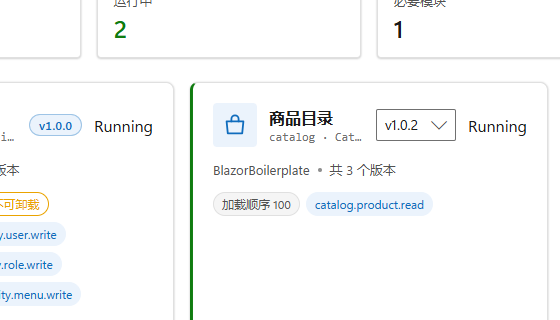 运行中
必要模块
2
1
v1.0.0
Running
版本
不可卸载
y.user.write
y.role.write
ity.menu.write
商品目录
catalog · Cat…
v1.0.2
Running
BlazorBoilerplate • 共 3 个版本
加载顺序 100
catalog.product.read